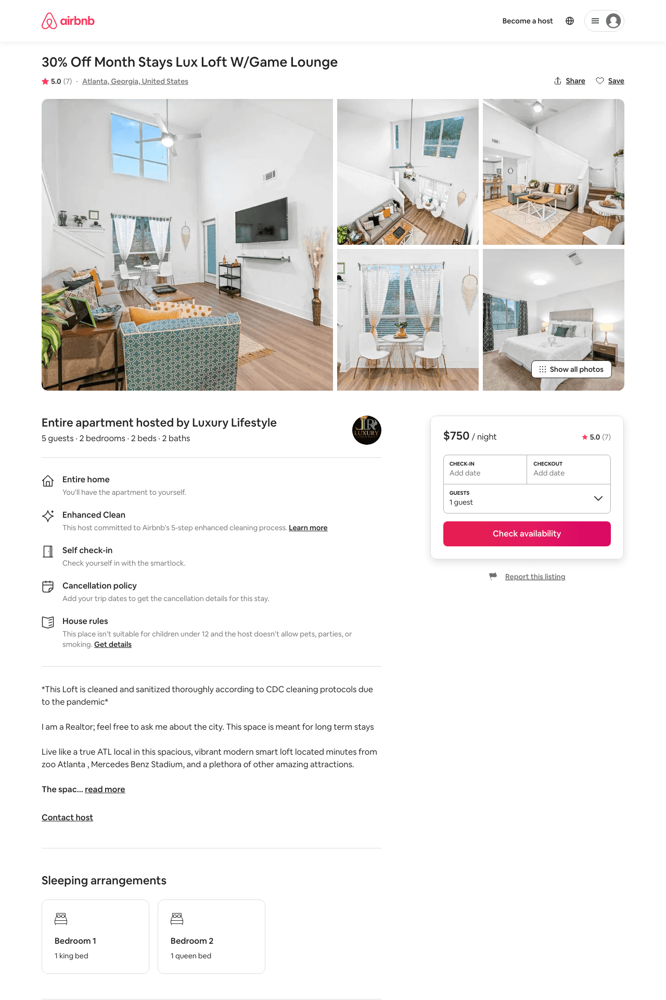 airbnb
Become a host
30% Off Month Stays Lux Loft W/Game Lounge
5.0 (7) · Atlanta, Georgia, United States
Share
Save
Show all photos
Entire apartment hosted by Luxury Lifestyle
5 guests · 2 bedrooms · 2 beds · 2 baths
LUXURY
$750 / night
5.0 (7)
CHECK-IN
Add date
CHECKOUT
Add date
GUESTS
1 guest
Check availability
Report this listing
Entire home
You’ll have the apartment to yourself.
Enhanced Clean
This host committed to Airbnb's 5-step enhanced cleaning process. Learn more
Self check-in
Check yourself in with the smartlock.
Cancellation policy
Add your trip dates to get the cancellation details for this stay.
House rules
This place isn’t suitable for children under 12 and the host doesn’t allow pets, parties, or
smoking. Get details
*This Loft is cleaned and sanitized thoroughly according to CDC cleaning protocols due
to the pandemic*
I am a Realtor; feel free to ask me about the city. This space is meant for long term stays
Live like a true ATL local in this spacious, vibrant modern smart loft located minutes from
zoo Atlanta , Mercedes Benz Stadium, and a plethora of other amazing attractions.
The spac... read more
Contact host
Sleeping arrangements
Bedroom 1
1 king bed
Bedroom 2
1 queen bed